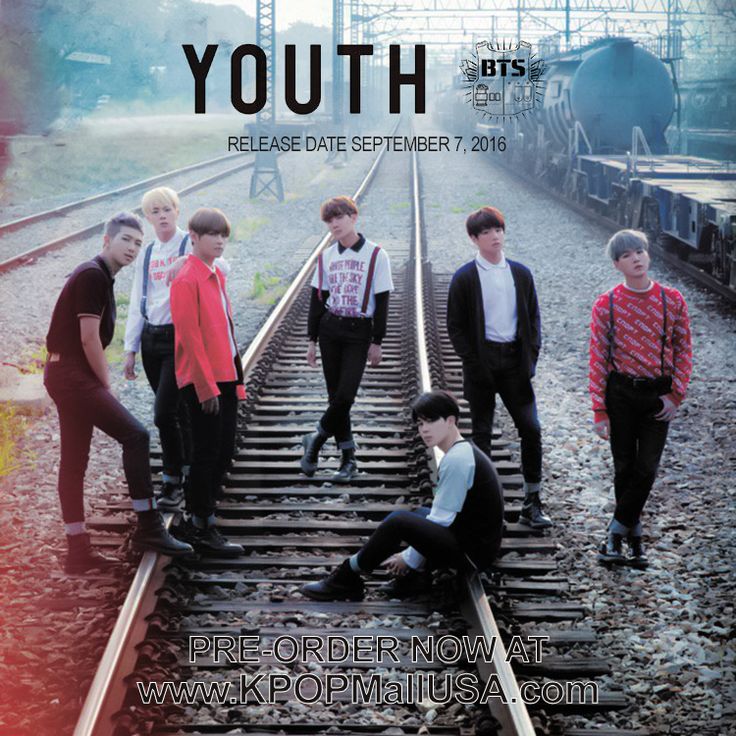 YOUTH BTS
RELEASE DATE SEPTEMBER 7, 2016
PRE-ORDER NOW AT
www.KPOPMallUSA.com